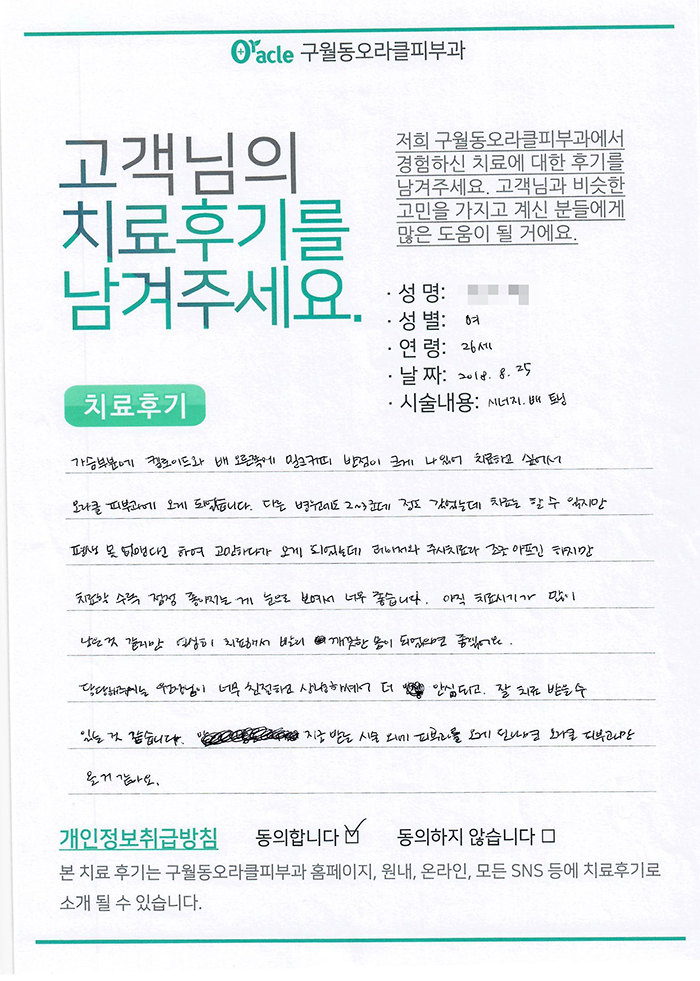 Oracle 구월동오라클피부과
고객님의
치료후기를
남겨주세요.
저희 구월동오라클피부과에서
경험하신 치료에 대한 후기를
남겨주세요. 고객님과 비슷한
고민을 가지고 계신 분들에게
많은 도움이 될 거에요.
· 성 명:
· 성 별: 여
· 연 령: 26세
· 날 짜: 2018. 8. 25
· 시술내용: 시너지. 배 토닝
치료후기
가슴부분에 켈로이드와 배 오른쪽에 밀크커피 반점이 크게 나있어 치료하고 싶어서
오라클 피부과에 오게 되었습니다. 다른 병원에도 2~3군데 정도 갔었는데 치료는 할 수 있지만
평생 못 없앤다고 하여 고민하다가 오게 되었는데 레이저와 주사치료라 조금 아프긴 하지만
치료할 수록 점점 좋아지는 게 눈으로 보여서 너무 좋습니다. 아직 치료시기가 많이
남은 것 같지만 열심히 치료해서 빨리 깨끗한 몸이 되었으면 좋겠어요.
담당해주시는 원장님이 너무 친절하고 상냥하셔서 더 안심되고. 잘 치료 받을 수
있는 것 같습니다. 지금 받는 시술 외에 피부과를 오게 된다면 오라클 피부과만
올 거 같아요.
개인정보취급방침 동의합니다 ☑ 동의하지 않습니다 □
본 치료 후기는 구월동오라클피부과 홈페이지, 원내, 온라인, 모든 SNS 등에 치료후기로
소개 될 수 있습니다.